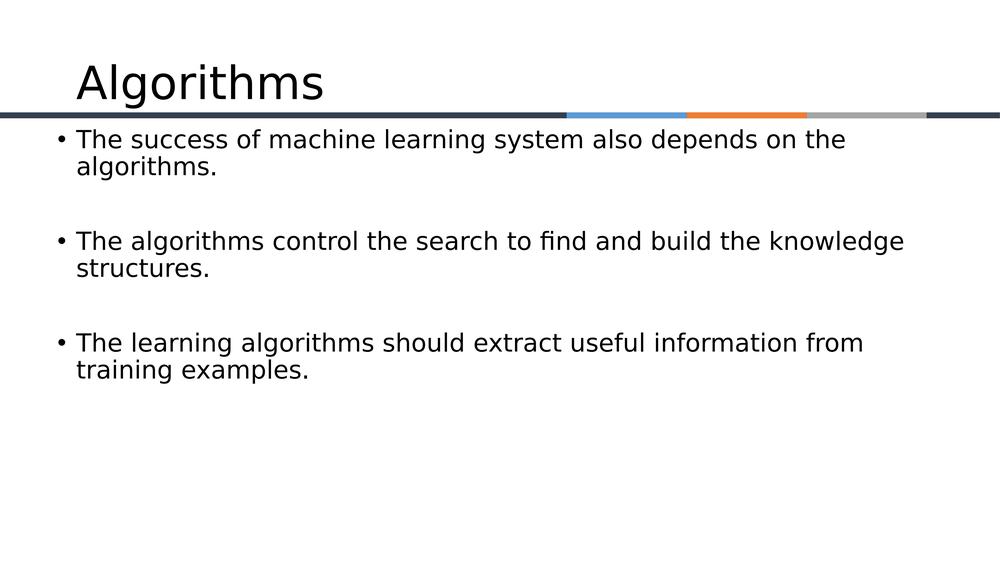 Algorithms
• The success of machine learning system also depends on the
algorithms.
• The algorithms control the search to find and build the knowledge
structures.
• The learning algorithms should extract useful information from
training examples.